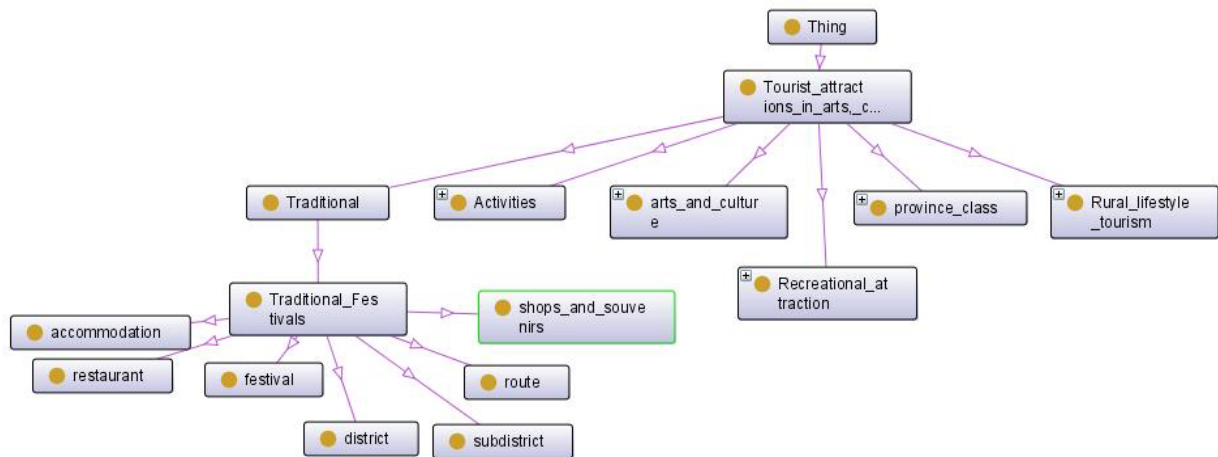 Thing
Tourist_attract
ions_in_arts,_c...
Traditional
Activities
arts_and_cultur
e
province_class
Rural_lifestyle
_tourism
Recreational_at
traction
Traditional_Fes
tivals
shops_and_souve
nirs
accommodation
restaurant
festival
route
district
subdistrict